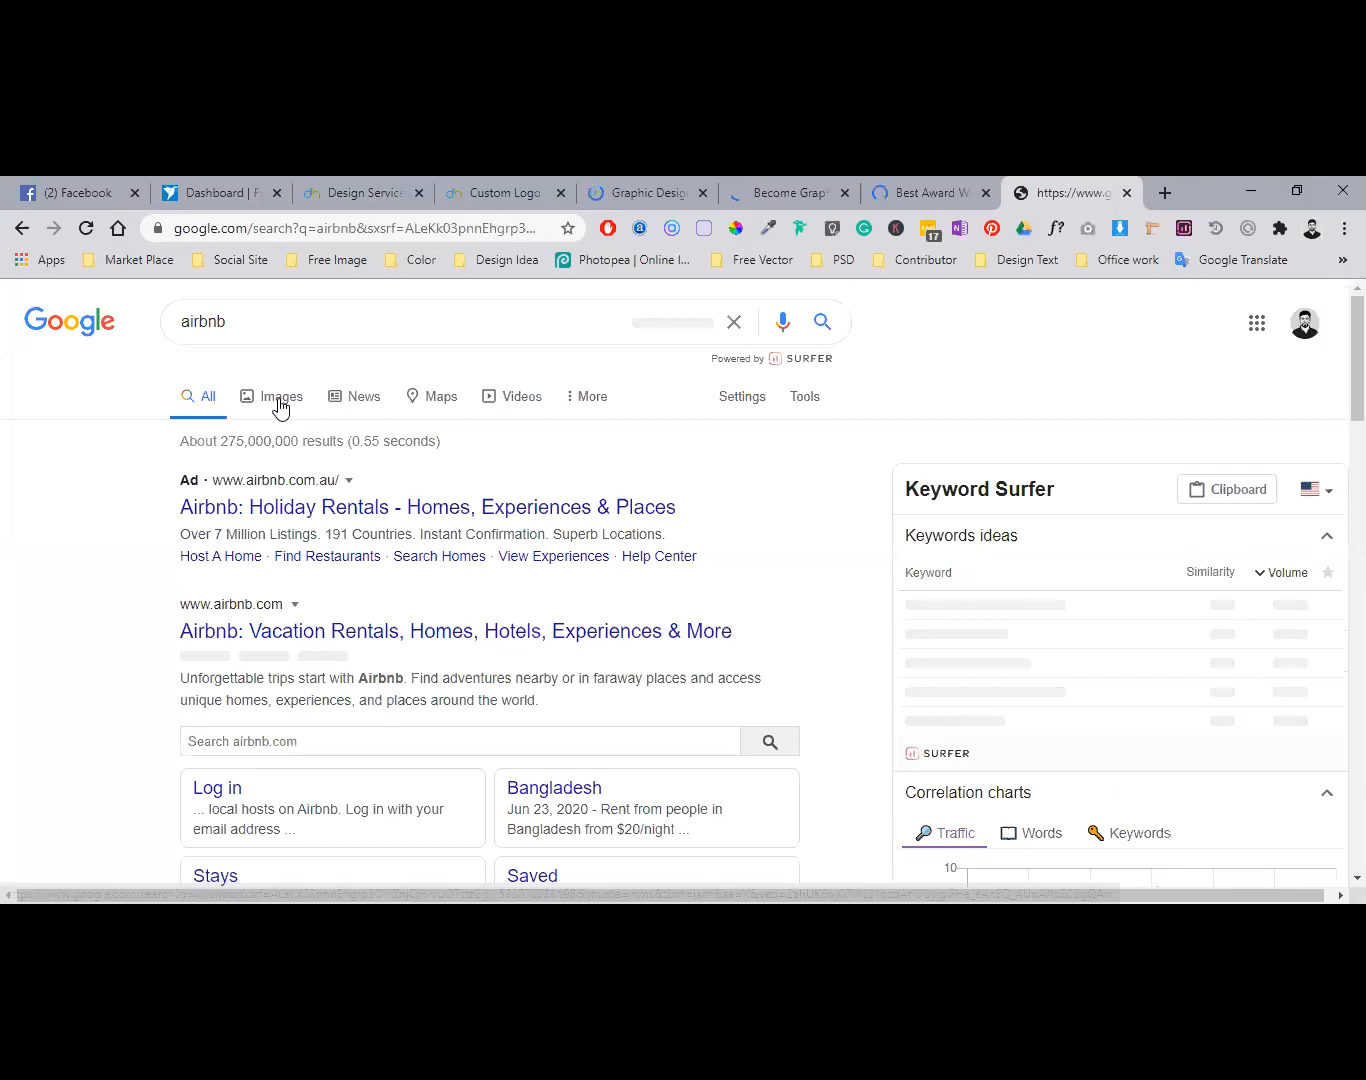 (2) Facebook Dashboard | F Design Service Custom Logo Graphic Desig Become Grap Best Award W https://www.g
google.com/search?q=airbnb&sxsrf=ALeKk03pnnEhgrp3...
17
Apps Market Place Social Site Free Image Color Design Idea Photopea | Online I... Free Vector PSD Contributor Design Text Office work Google Translate »
Google
airbnb
Powered by SURFER
All Images News Maps Videos More Settings Tools
About 275,000,000 results (0.55 seconds)
Ad · www.airbnb.com.au/
Airbnb: Holiday Rentals - Homes, Experiences & Places
Over 7 Million Listings. 191 Countries. Instant Confirmation. Superb Locations.
Host A Home · Find Restaurants · Search Homes · View Experiences · Help Center
www.airbnb.com
Airbnb: Vacation Rentals, Homes, Hotels, Experiences & More
Unforgettable trips start with Airbnb. Find adventures nearby or in faraway places and access
unique homes, experiences, and places around the world.
Search airbnb.com
Log in
... local hosts on Airbnb. Log in with your
email address ...
Bangladesh
Jun 23, 2020 - Rent from people in
Bangladesh from $20/night ...
Stays
Saved
Keyword Surfer
Clipboard
Keywords ideas
Keyword Similarity Volume
SURFER
Correlation charts
Traffic Words Keywords
10